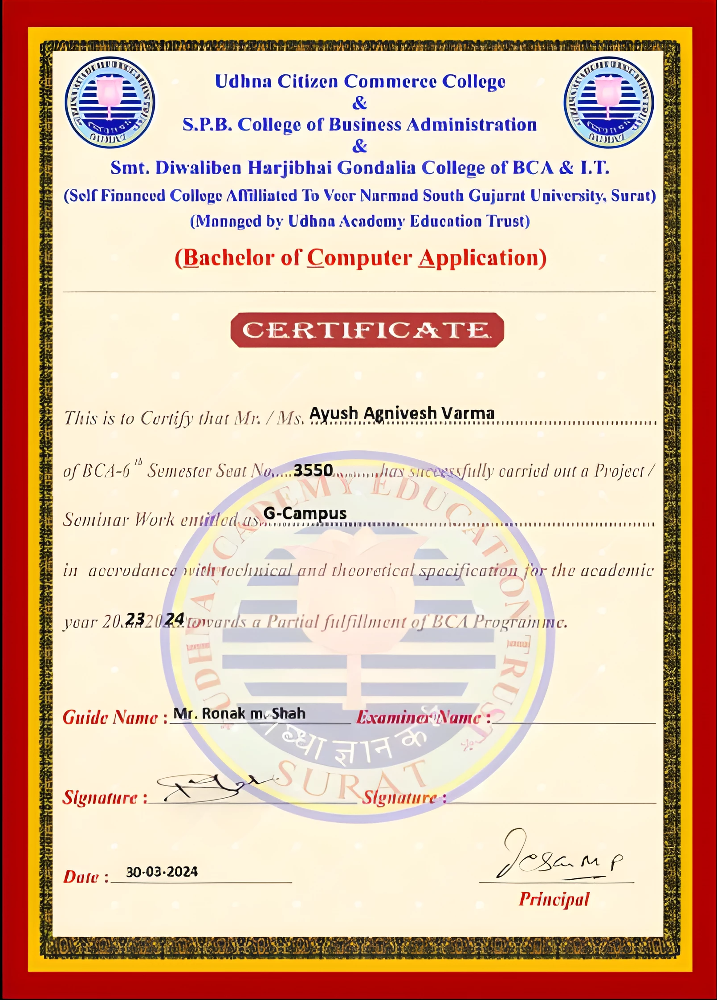 Udhna Citizen Commerce College
&
S.P.B. College of Business Administration
&
Smt. Diwaliben Harjibhai Gondalia College of BCA & I.T.
(Self Financed College Affilliated To Veer Narmad South Gujarat University, Surat)
(Managed by Udhna Academy Education Trust)
(Bachelor of Computer Application)
CERTIFICATE
This is to Certify that Mr. / Ms. Ayush Agnivesh Varma
of BCA-6th Semester Seat No. 3550 has successfully carried out a Project /
Seminar Work entitled as G-Campus
in accrodance with technical and theoretical specification for the academic
year 20 23 20 24 towards a Partial fulfillment of BCA Programme.
Guide Name : Mr. Ronak m. Shah Examiner Name :
Signature : Signature :
Date : 30-03-2024
Principal
UDHNA ACADEMY EDUCATION TRUST
SURAT